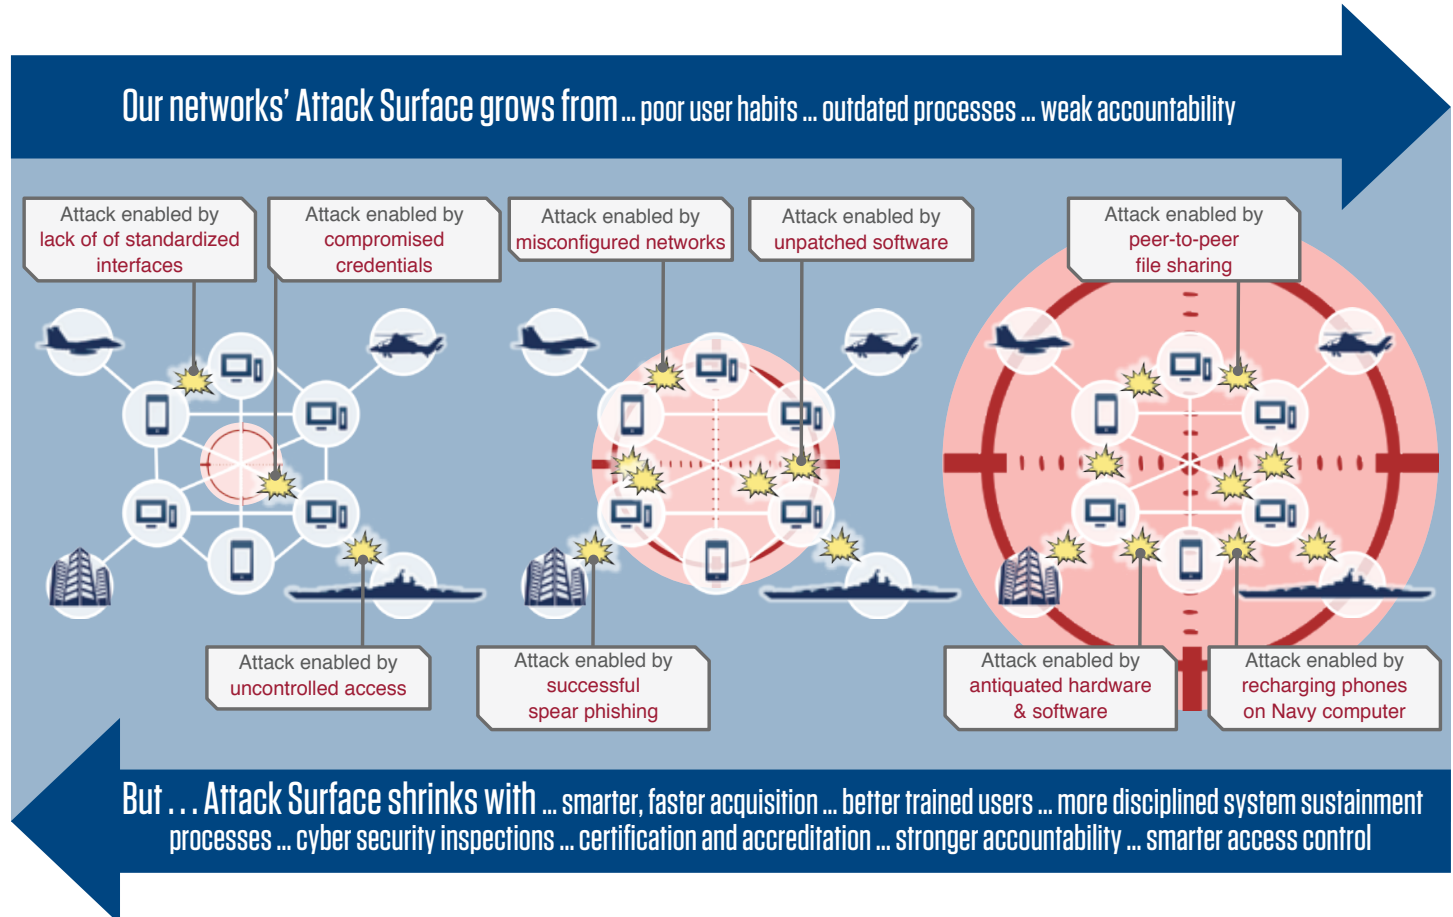 Our networks’ Attack Surface grows from ... poor user habits ... outdated processes ... weak accountability
Attack enabled by
lack of of standardized
interfaces
Attack enabled by
compromised
credentials
Attack enabled by
misconfigured networks
Attack enabled by
unpatched software
Attack enabled by
peer-to-peer
file sharing
Attack enabled by
uncontrolled access
Attack enabled by
successful
spear phishing
Attack enabled by
antiquated hardware
& software
Attack enabled by
recharging phones
on Navy computer
But . . . Attack Surface shrinks with ... smarter, faster acquisition ... better trained users ... more disciplined system sustainment
processes ... cyber security inspections ... certification and accreditation ... stronger accountability ... smarter access control